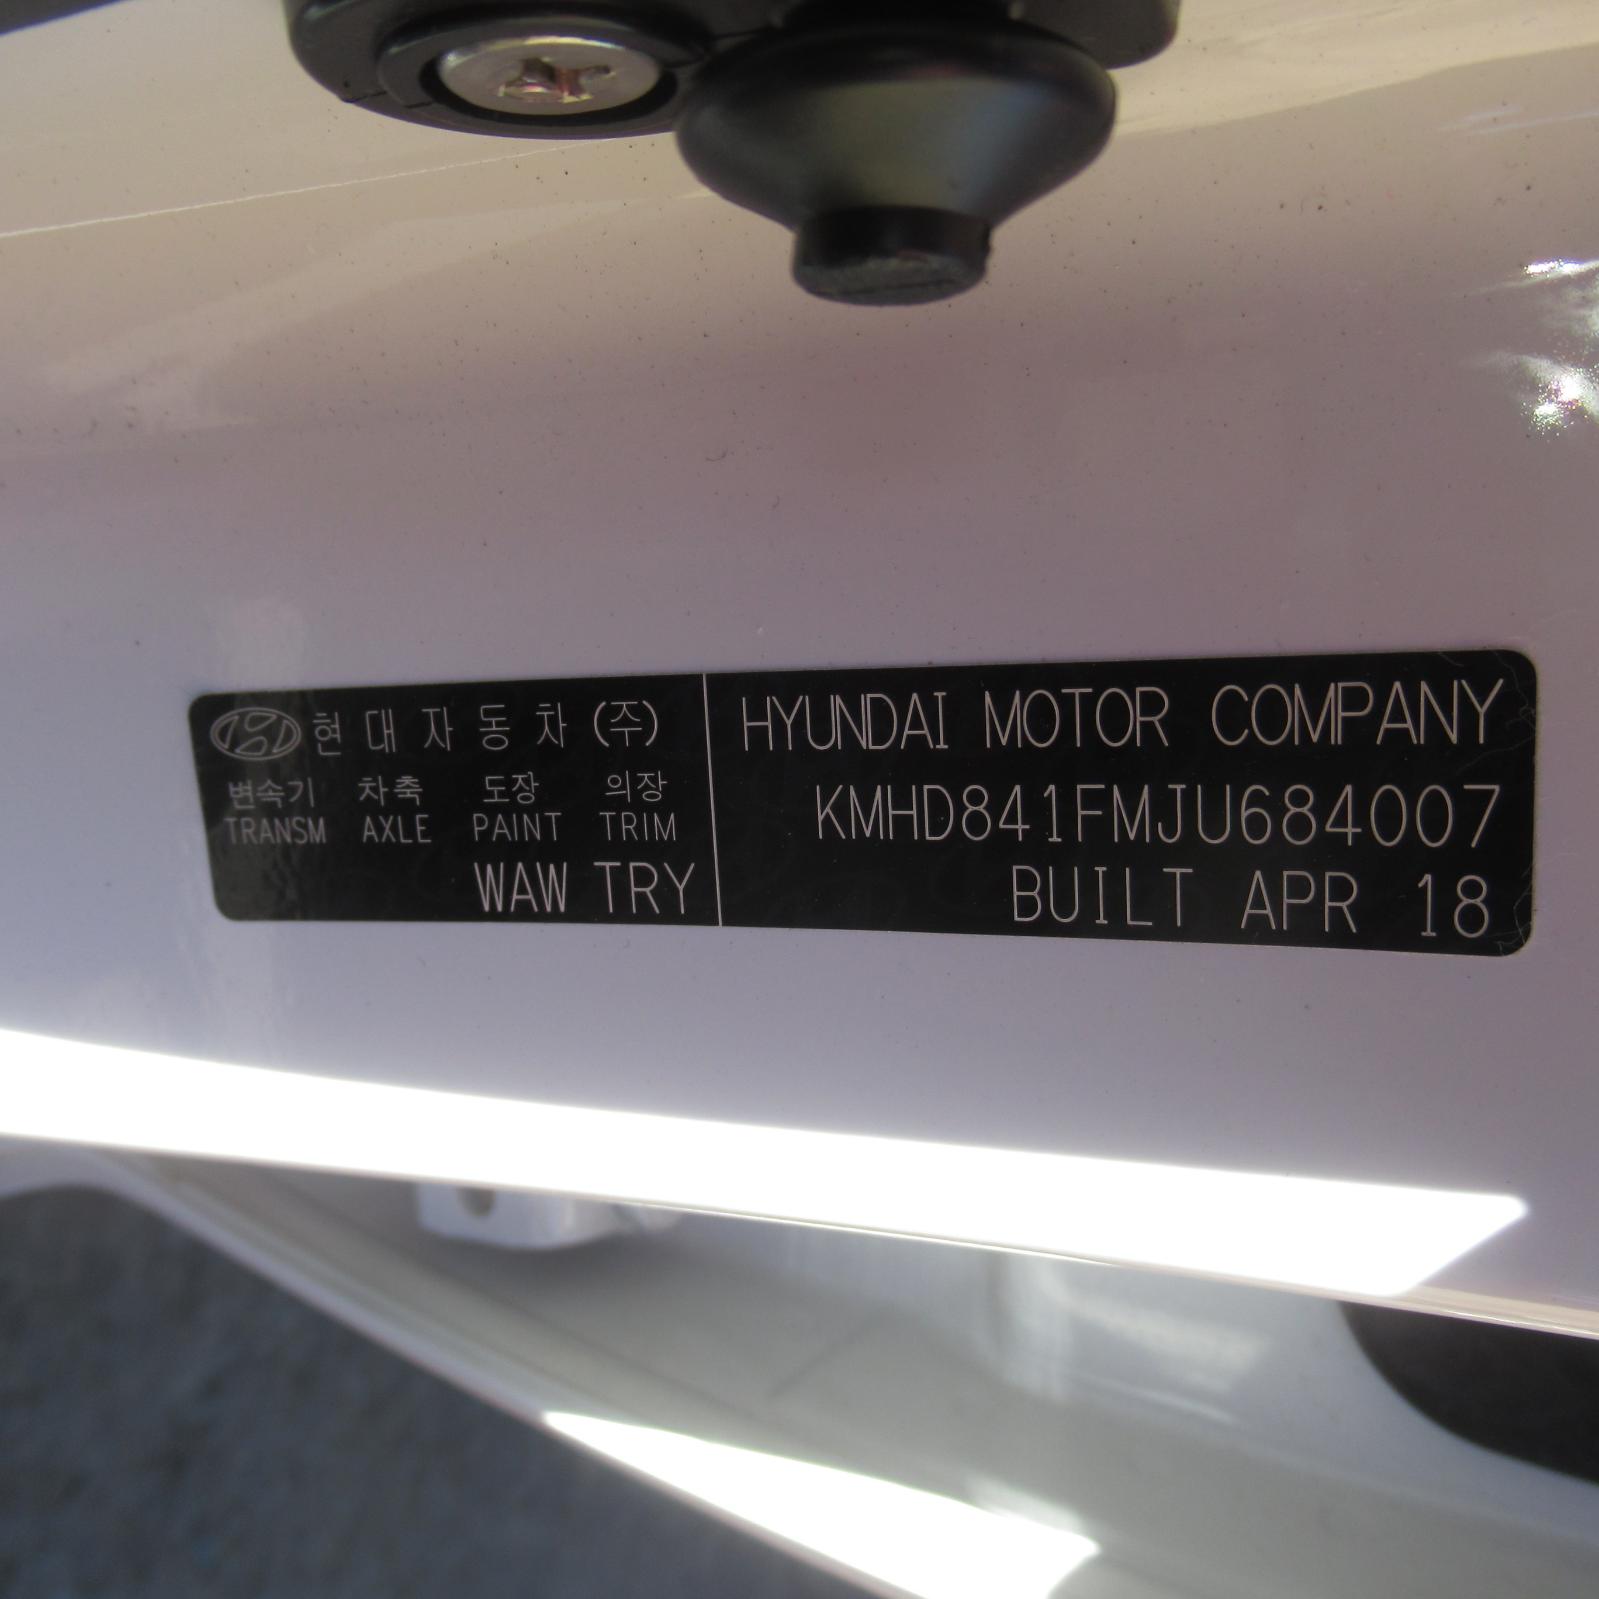 현대자동차(주)
변속기 차축 도장 의장
TRANSM AXLE PAINT TRIM
WAW TRY
HYUNDAI MOTOR COMPANY
KMHD841FMJU684007
BUILT APR 18